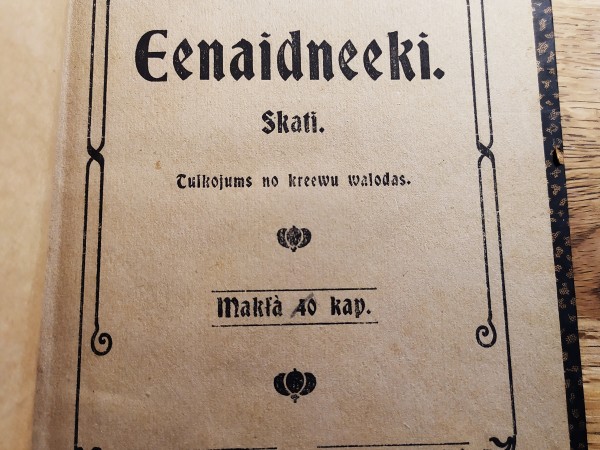 Eenaidneeki.
Skati.
Tulkojums no kreewu walodas.
Makſà 40 kap.